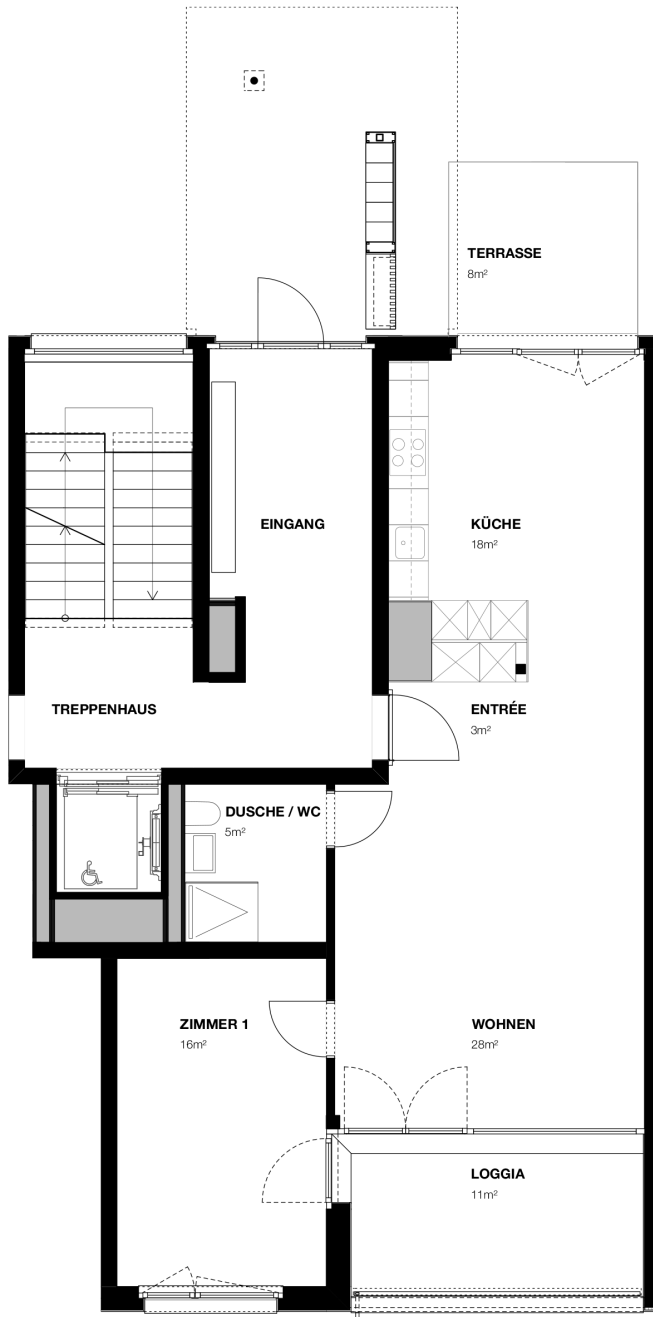 TERRASSE
8m²
EINGANG
KÜCHE
18m²
TREPPENHAUS
ENTRÉE
3m²
DUSCHE / WC
5m²
ZIMMER 1
16m²
WOHNEN
28m²
LOGGIA
11m²